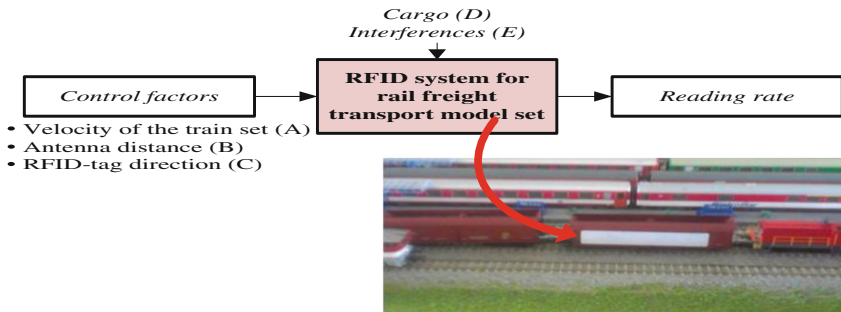 Cargo (D)
Interferences (E)
Control factors
RFID system for
rail freight
transport model set
Reading rate
• Velocity of the train set (A)
• Antenna distance (B)
• RFID-tag direction (C)